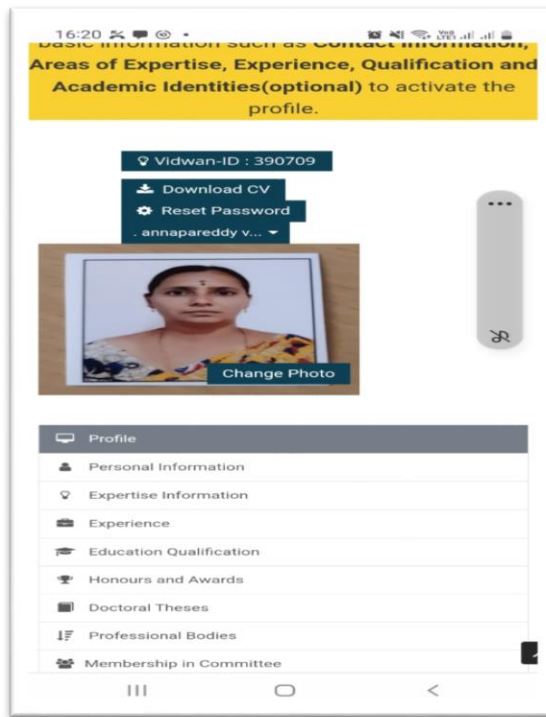 16:20
basic information such as Contact Information,
Areas of Expertise, Experience, Qualification and
Academic Identities(optional) to activate the
profile.
Vidwan-ID : 390709
Download CV
Reset Password
. annapareddy v...
Change Photo
Profile
Personal Information
Expertise Information
Experience
Education Qualification
Honours and Awards
Doctoral Theses
Professional Bodies
Membership in Committee